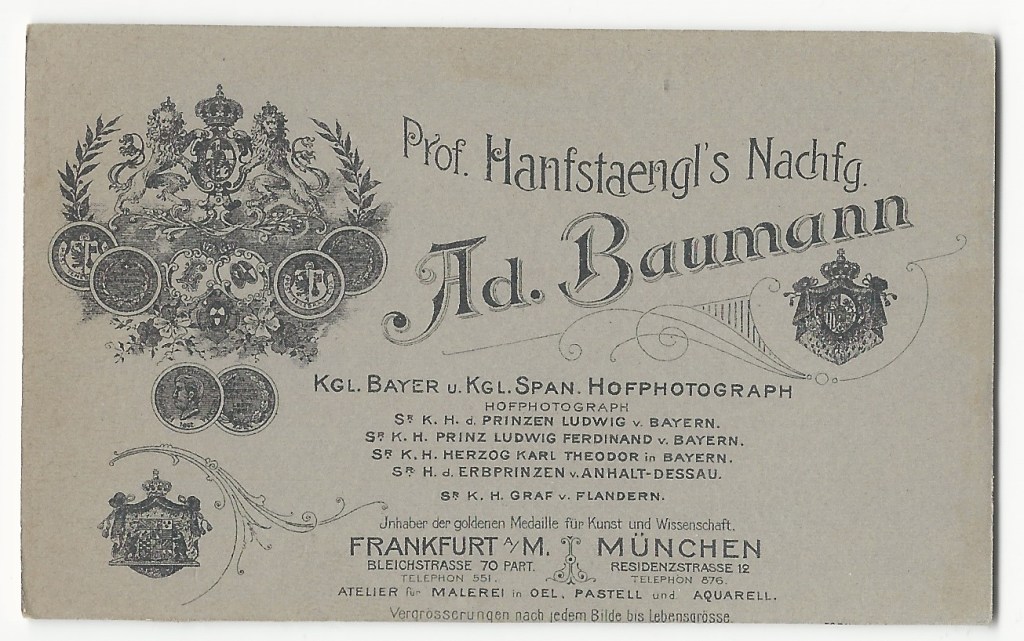 Prof. Hanfstaengl's Nachfg.
Ad. Baumann
KGL. BAYER u. KGL. SPAN. HOFPHOTOGRAPH
HOFPHOTOGRAPH
SR K. H. d. PRINZEN LUDWIG v. BAYERN.
SR K. H. PRINZ LUDWIG FERDINAND v. BAYERN.
SR K. H. HERZOG KARL THEODOR in BAYERN.
SR H. d. ERBPRINZEN v. ANHALT-DESSAU.
SR K. H. GRAF v. FLANDERN.
Jnhaber der goldenen Medaille für Kunst und Wissenschaft.
FRANKFURT A/M. MÜNCHEN
BLEICHSTRASSE 70 PART. RESIDENZSTRASSE 12
TELEPHON 551. TELEPHON 876.
ATELIER für MALEREI in OEL, PASTELL und AQUARELL.
Vergrösserungen nach jedem Bilde bis Lebensgrösse.